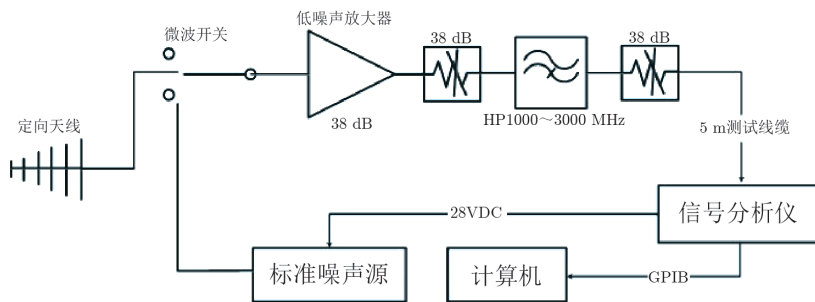 低噪声放大器
微波开关
38 dB
38 dB
定向天线
38 dB
HP1000～3000 MHz
5 m测试线缆
28VDC
信号分析仪
标准噪声源
计算机
GPIB